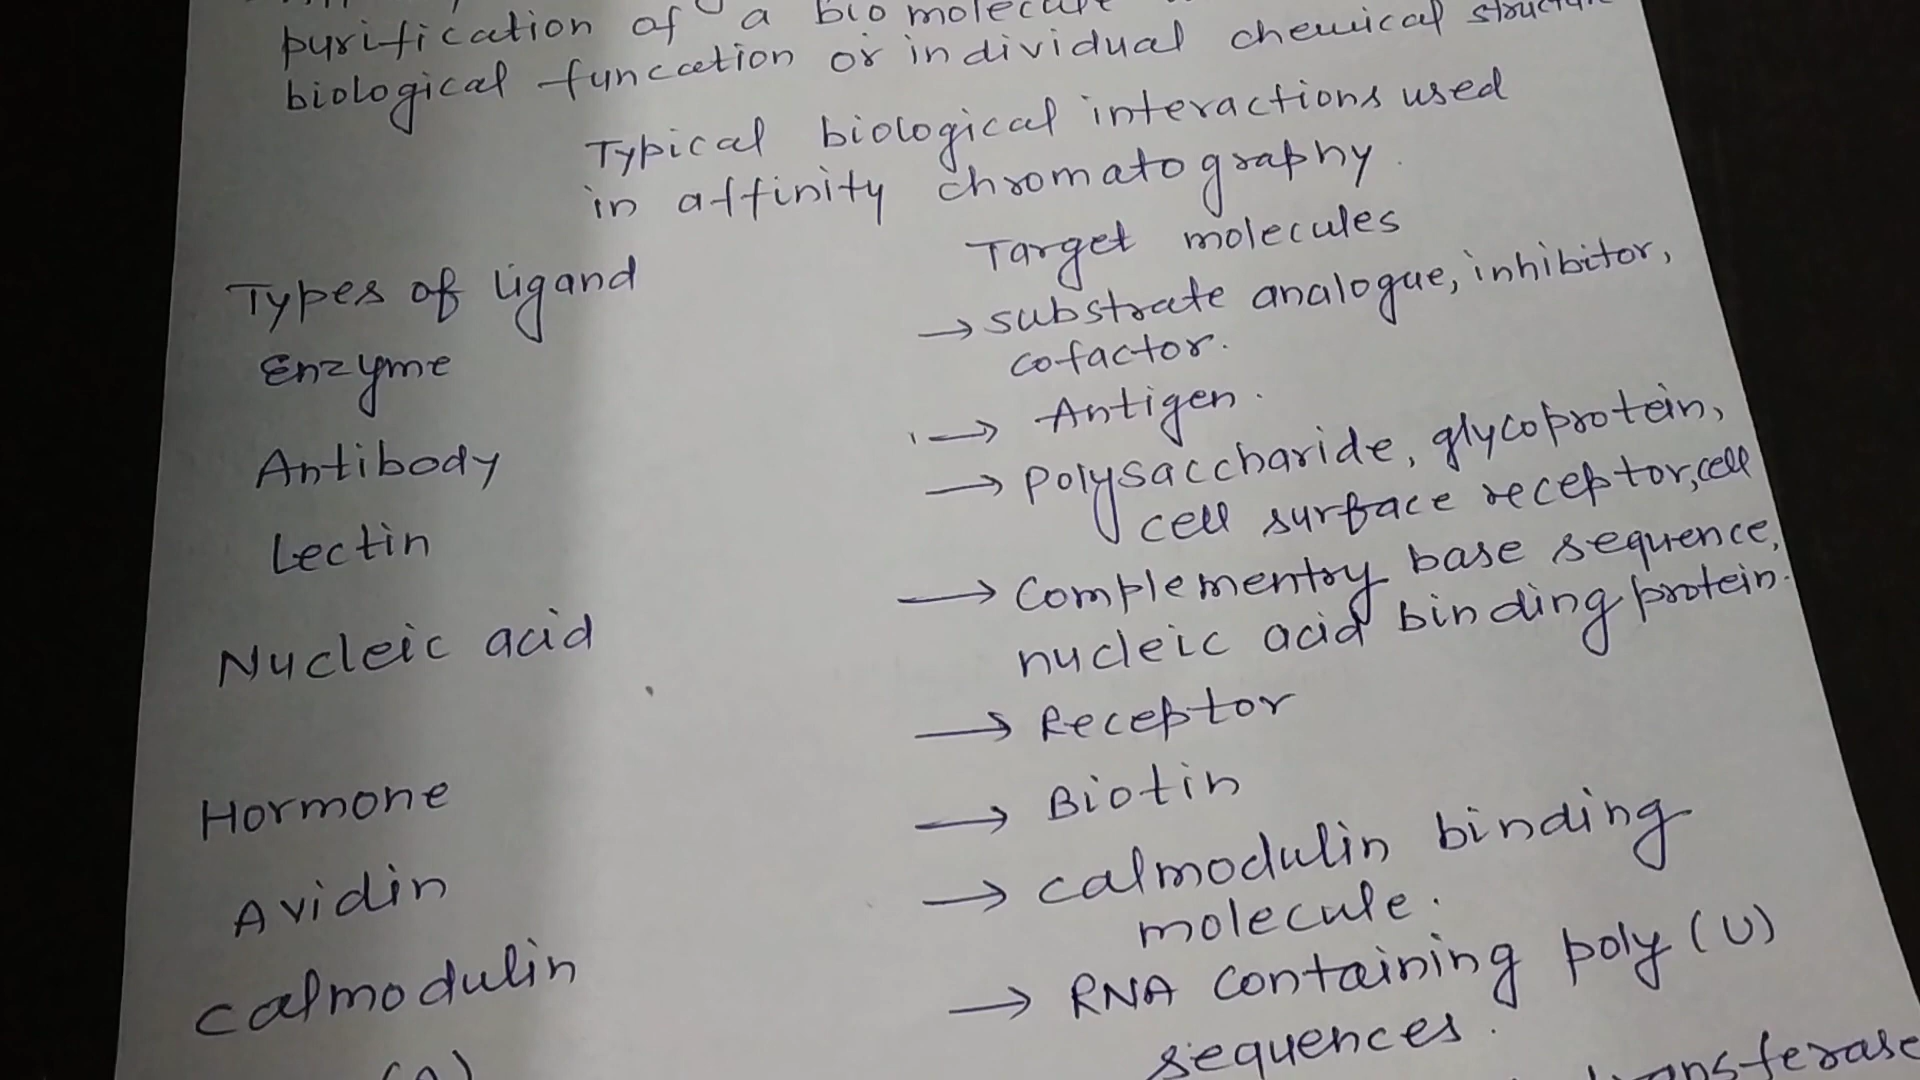 purification of a biomolecule
biological funcation or individual chemical structure
Typical biological interactions used
in affinity chromatography.
Types of ligand Target molecules
Enzyme → substrate analogue, inhibitor,
cofactor.
Antibody → Antigen.
Lectin → polysaccharide, glycoprotein,
cell surface receptor, cell
Nucleic acid → Complementry base sequence,
nucleic acid binding protein.
Hormone → Receptor
Avidin → Biotin
Calmodulin → calmodulin binding
molecule.
→ RNA containing poly (U)
sequences.